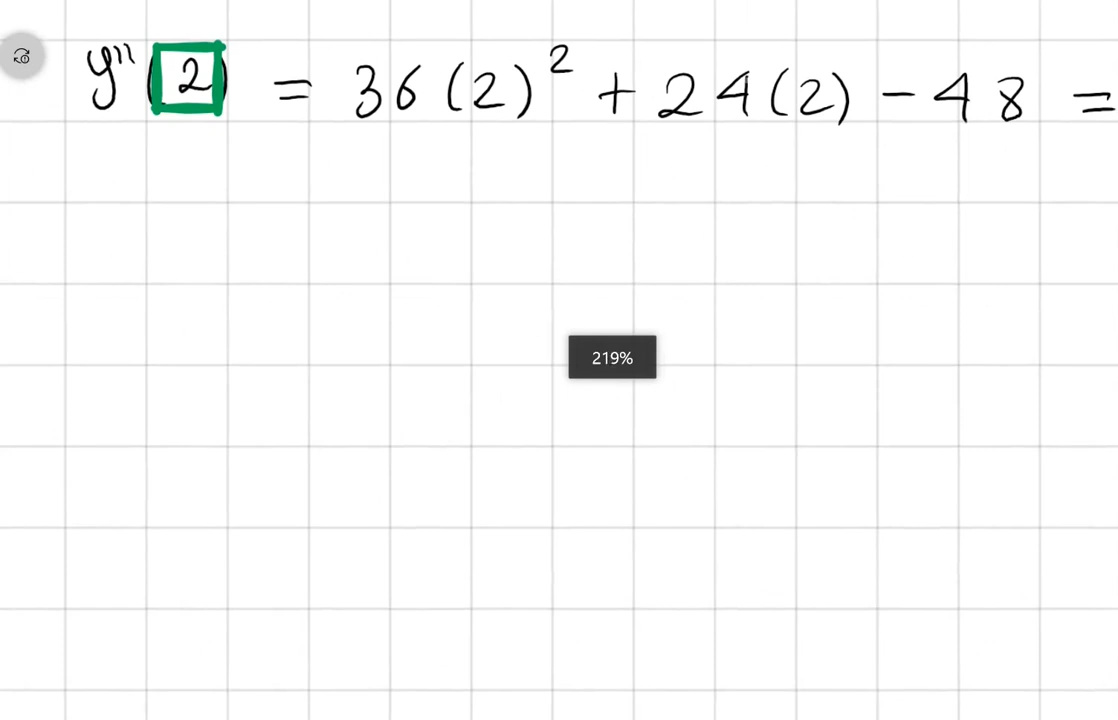 y''(2) = 36(2)² + 24(2) - 48 =
219%